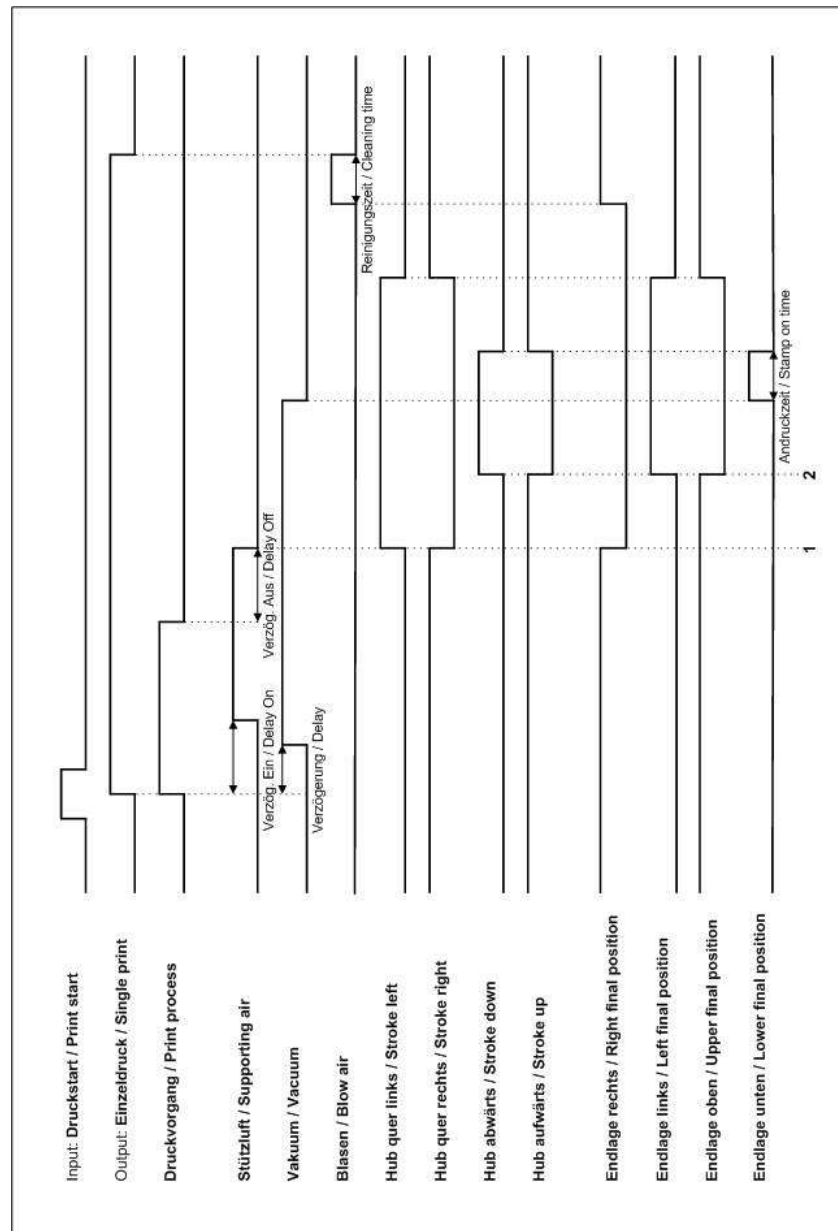 Input: Druckstart / Print start
Output: Einzeldruck / Single print
Druckvorgang / Print process
Stützluft / Supporting air
Verzög. Ein / Delay On
Verzög. Aus / Delay Off
Vakuum / Vacuum
Verzögerung / Delay
Blasen / Blow air
Reinigungszeit / Cleaning time
Hub quer links / Stroke left
Hub quer rechts / Stroke right
Hub abwärts / Stroke down
Hub aufwärts / Stroke up
Endlage rechts / Right final position
Endlage links / Left final position
Endlage oben / Upper final position
Endlage unten / Lower final position
Andruckzeit / Stamp on time
1
2